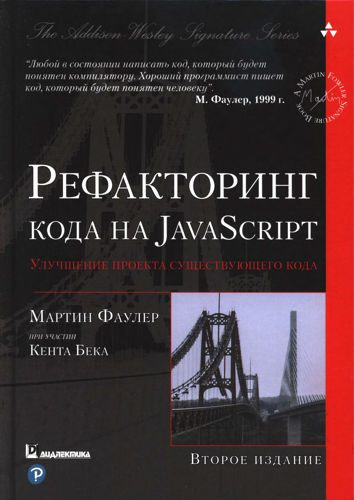 The Addison-Wesley Signature Series
"Любой в состоянии написать код, который будет
понятен компилятору. Хороший программист пишет
код, который будет понятен человеку".
М. Фаулер, 1999 г.
A MARTIN FOWLER SIGNATURE BOOK
Martin
РЕФАКТОРИНГ
КОДА НА JAVASCRIPT
УЛУЧШЕНИЕ ПРОЕКТА СУЩЕСТВУЮЩЕГО КОДА
МАРТИН ФАУЛЕР
ПРИ УЧАСТИИ
КЕНТА БЕКА
ДИАЛЕКТИКА
P
ВТОРОЕ ИЗДАНИЕ